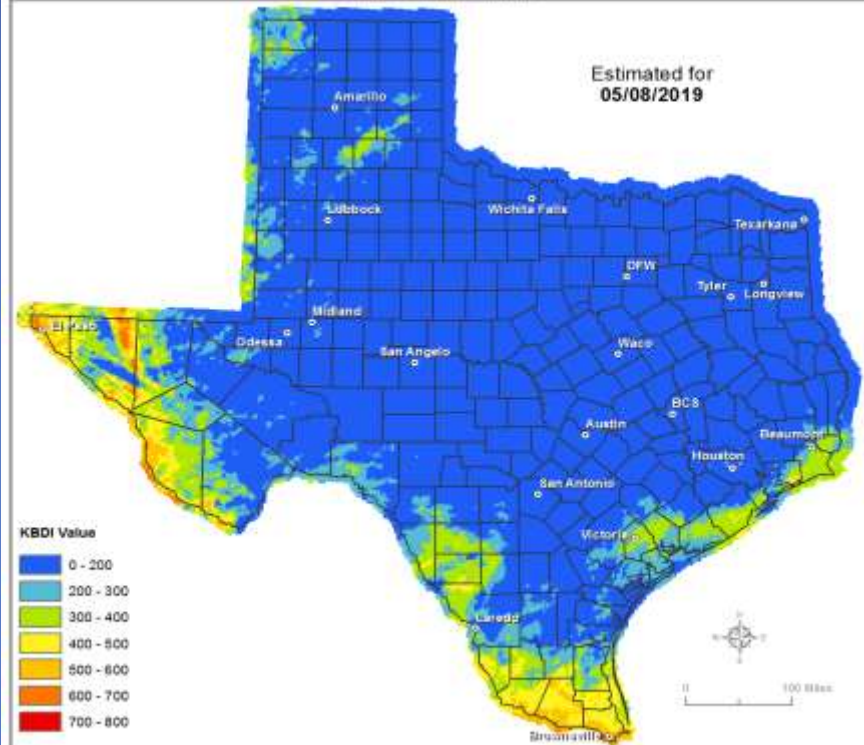 Estimated for
05/08/2019
Amarillo
Lubbock
Wichita Falls
Texarkana
DFW
Tyler
Longview
El Paso
Midland
Odessa
San Angelo
Waco
BCS
Austin
Beaumont
Houston
San Antonio
Victoria
Laredo
Brownsville
KBDI Value
0 - 200
200 - 300
300 - 400
400 - 500
500 - 600
600 - 700
700 - 800
0 100 Miles